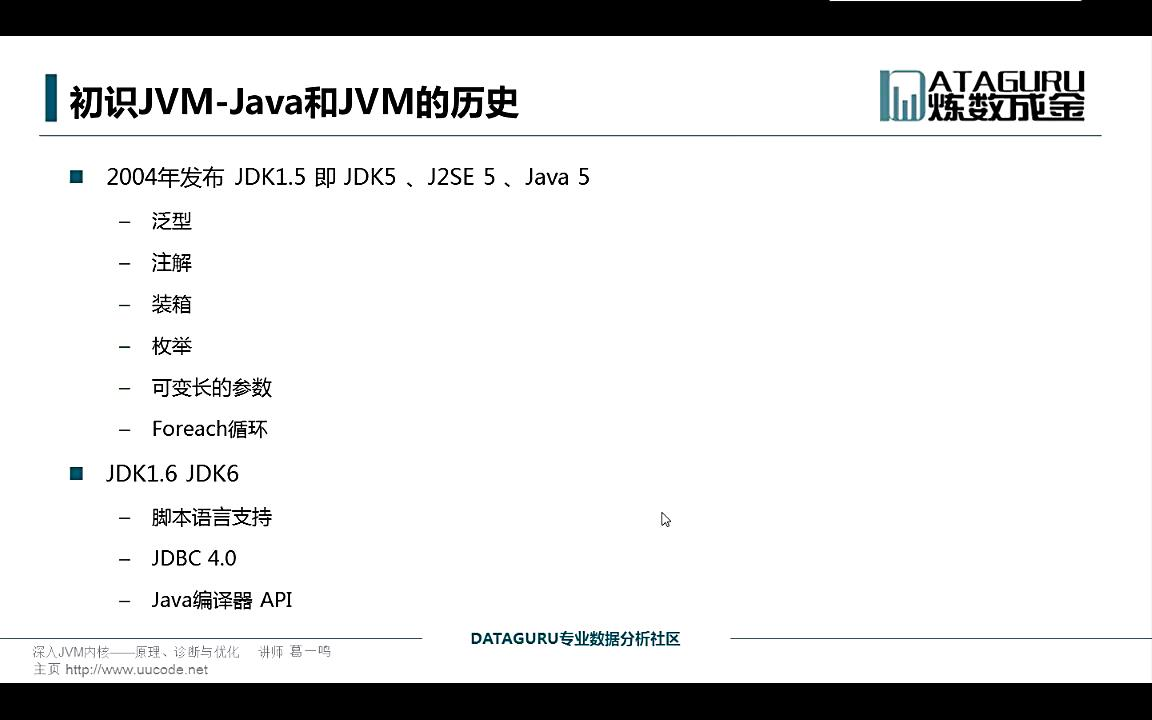 初识JVM-Java和JVM的历史
DATAGURU
炼数成金
2004年发布 JDK1.5 即 JDK5 、J2SE 5 、Java 5
– 泛型
– 注解
– 装箱
– 枚举
– 可变长的参数
– Foreach循环
JDK1.6 JDK6
– 脚本语言支持
– JDBC 4.0
– Java编译器 API
DATAGURU专业数据分析社区
深入JVM内核——原理、诊断与优化 讲师 葛一鸣
主页 http://www.uucode.net